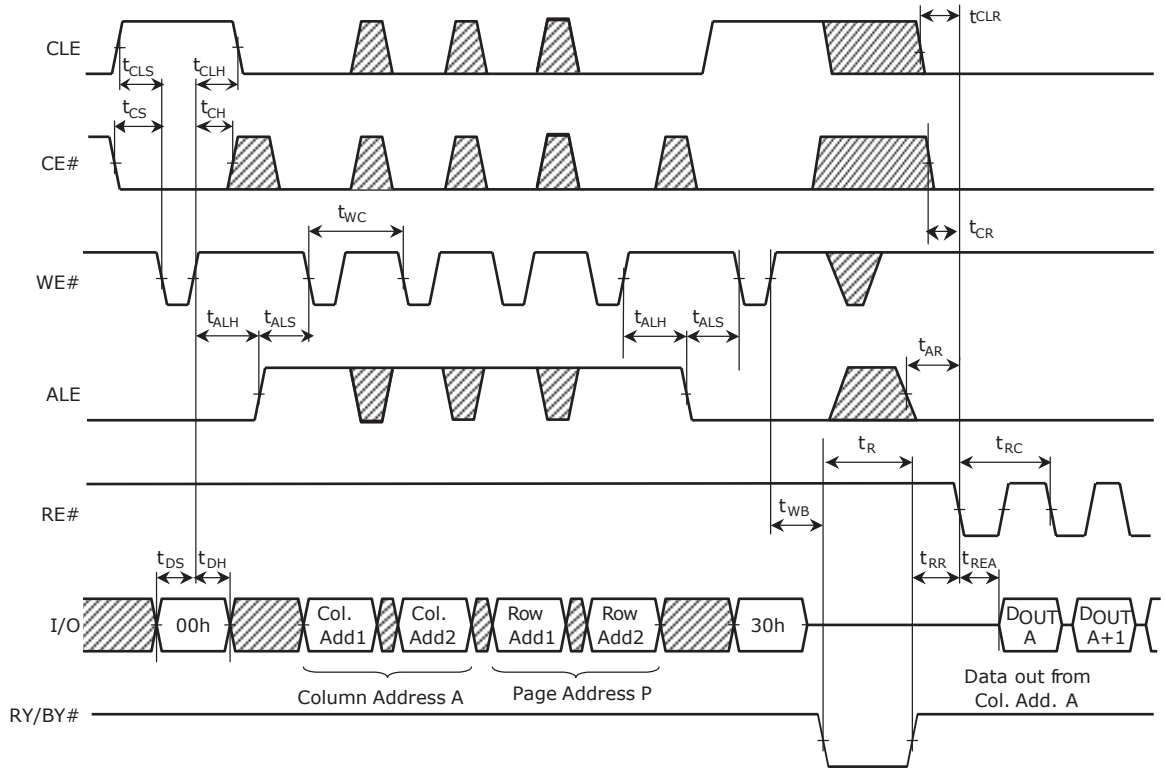 CLE
tCLR
tCLS
tCLH
tCS
tCH
CE#
tWC
tCR
WE#
tALH
tALS
tALH
tALS
tAR
ALE
tR
tRC
RE#
tWB
tDS
tDH
tRR
tREA
I/O
00h
Col.
Add1
Col.
Add2
Row
Add1
Row
Add2
30h
DOUT
A
DOUT
A+1
Column Address A
Page Address P
Data out from
Col. Add. A
RY/BY#